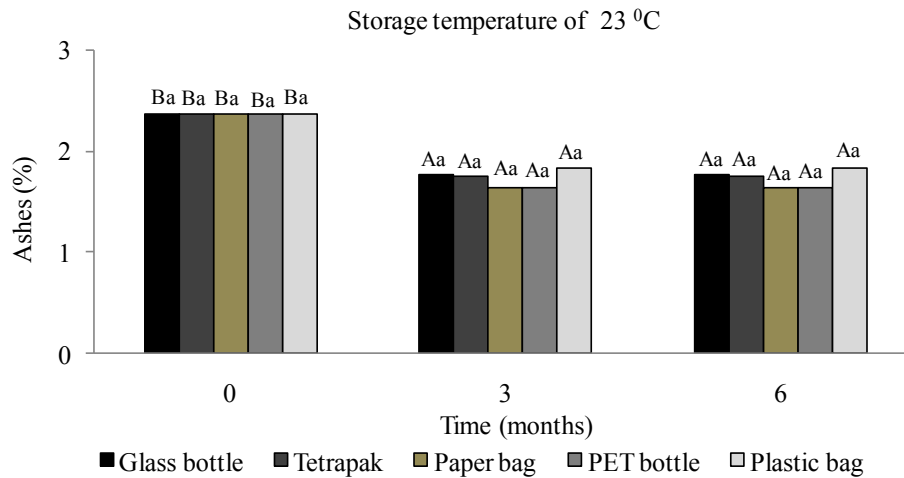 Storage temperature of 23 ⁰C
3
2
1
0
Ashes (%)
Ba Ba Ba Ba Ba
Aa Aa Aa Aa Aa
Aa Aa Aa Aa Aa
0 3 6
Time (months)
Glass bottle Tetrapak Paper bag PET bottle Plastic bag